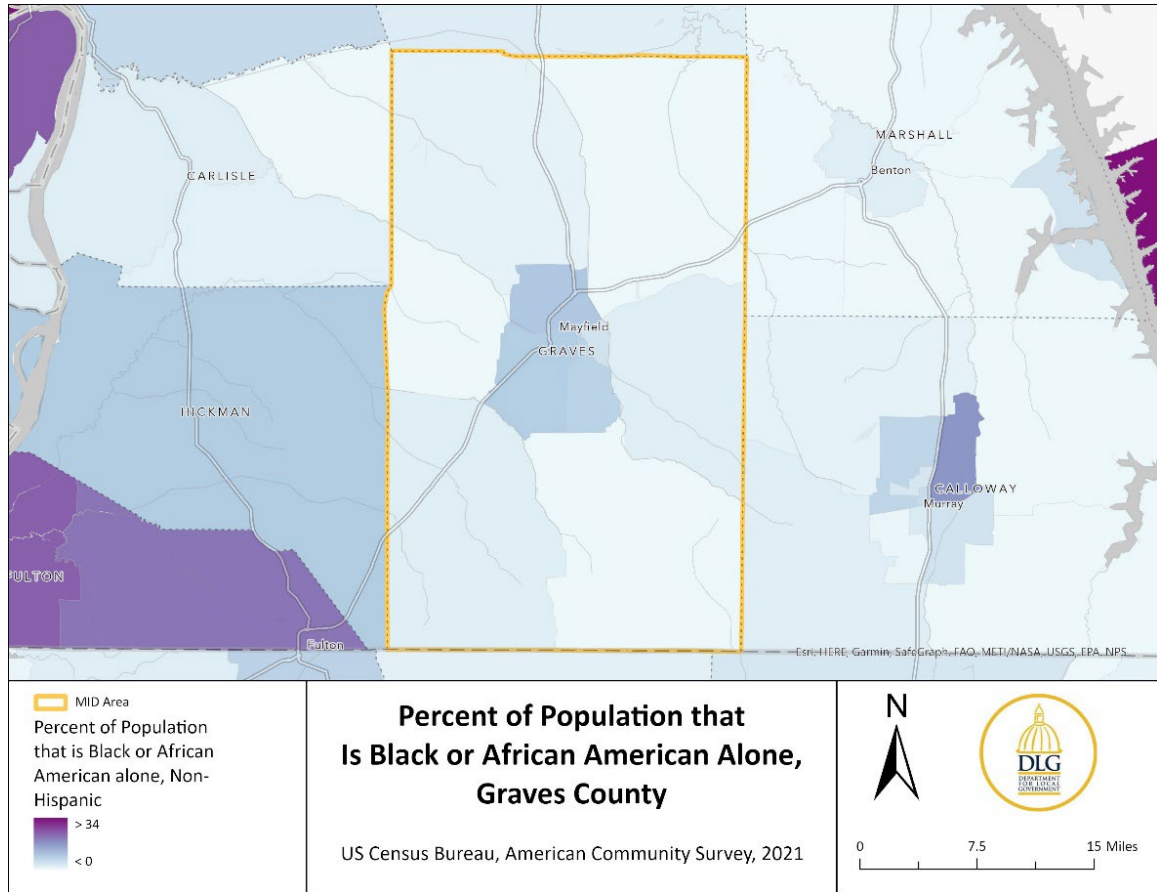 MARSHALL
CARLISLE
Benton
Mayfield
GRAVES
HICKMAN
CALLOWAY
Murray
FULTON
Fulton
Esri, HERE, Garmin, SafeGraph, FAO, METI/NASA, USGS, EPA, NPS
MID Area
Percent of Population
that is Black or African
American alone, Non-
Hispanic
> 34
< 0
Percent of Population that
Is Black or African American Alone,
Graves County
US Census Bureau, American Community Survey, 2021
N
DLG
DEPARTMENT
FOR LOCAL
GOVERNMENT
0 7.5 15 Miles